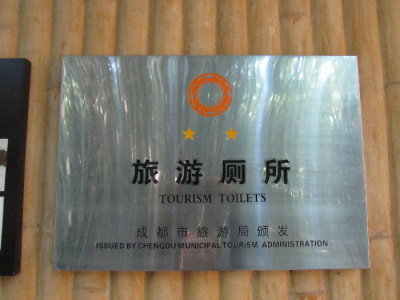 旅游厕所
TOURISM TOILETS
成都市旅游局颁发
ISSUED BY CHENGDU MUNICIPAL TOURISM ADMINISTRATION